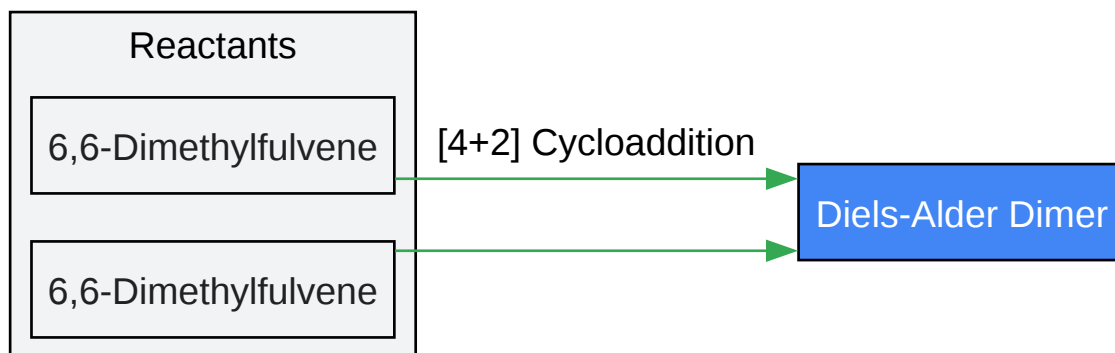 Reactants
6,6-Dimethylfulvene
[4+2] Cycloaddition
Diels-Alder Dimer
6,6-Dimethylfulvene